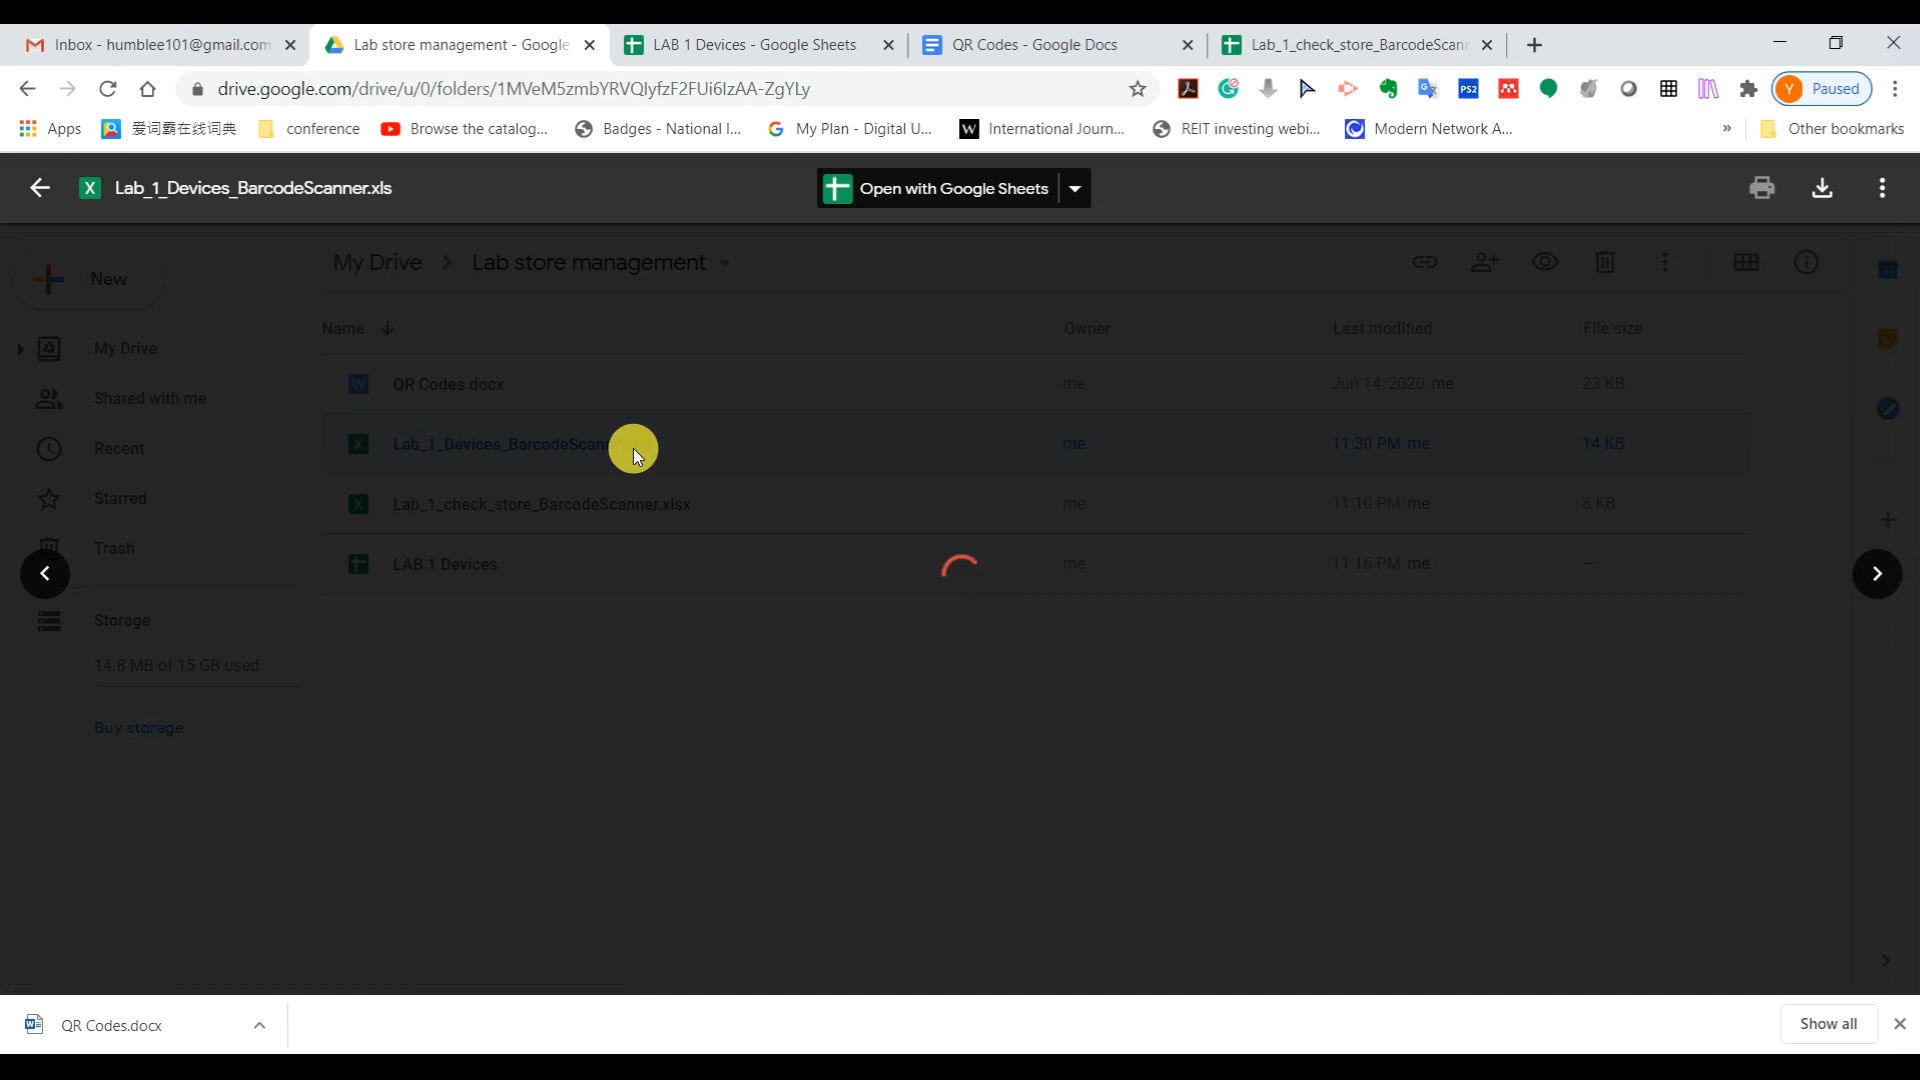 Inbox - humblee101@gmail.com
Lab store management - Google
LAB 1 Devices - Google Sheets
QR Codes - Google Docs
Lab_1_check_store_BarcodeScann
drive.google.com/drive/u/0/folders/1MVeM5zmbYRVQlyfzF2FUi6lzAA-ZgYLy
PS2
Y Paused
Apps
爱词霸在线词典
conference
Browse the catalog...
Badges - National I...
My Plan - Digital U...
W International Journ...
REIT investing webi...
Modern Network A...
»
Other bookmarks
X Lab_1_Devices_BarcodeScanner.xls
Open with Google Sheets
New
My Drive > Lab store management
Name
Owner
Last modified
File size
My Drive
W QR Codes.docx
me
Jun 14, 2020 me
23 KB
Shared with me
X Lab_1_Devices_BarcodeScan
me
11:30 PM me
14 KB
Recent
Starred
X Lab_1_check_store_BarcodeScanner.xlsx
me
11:10 PM me
8 KB
Trash
LAB 1 Devices
me
11:16 PM me
—
Storage
14.8 MB of 15 GB used
Buy storage
QR Codes.docx
Show all